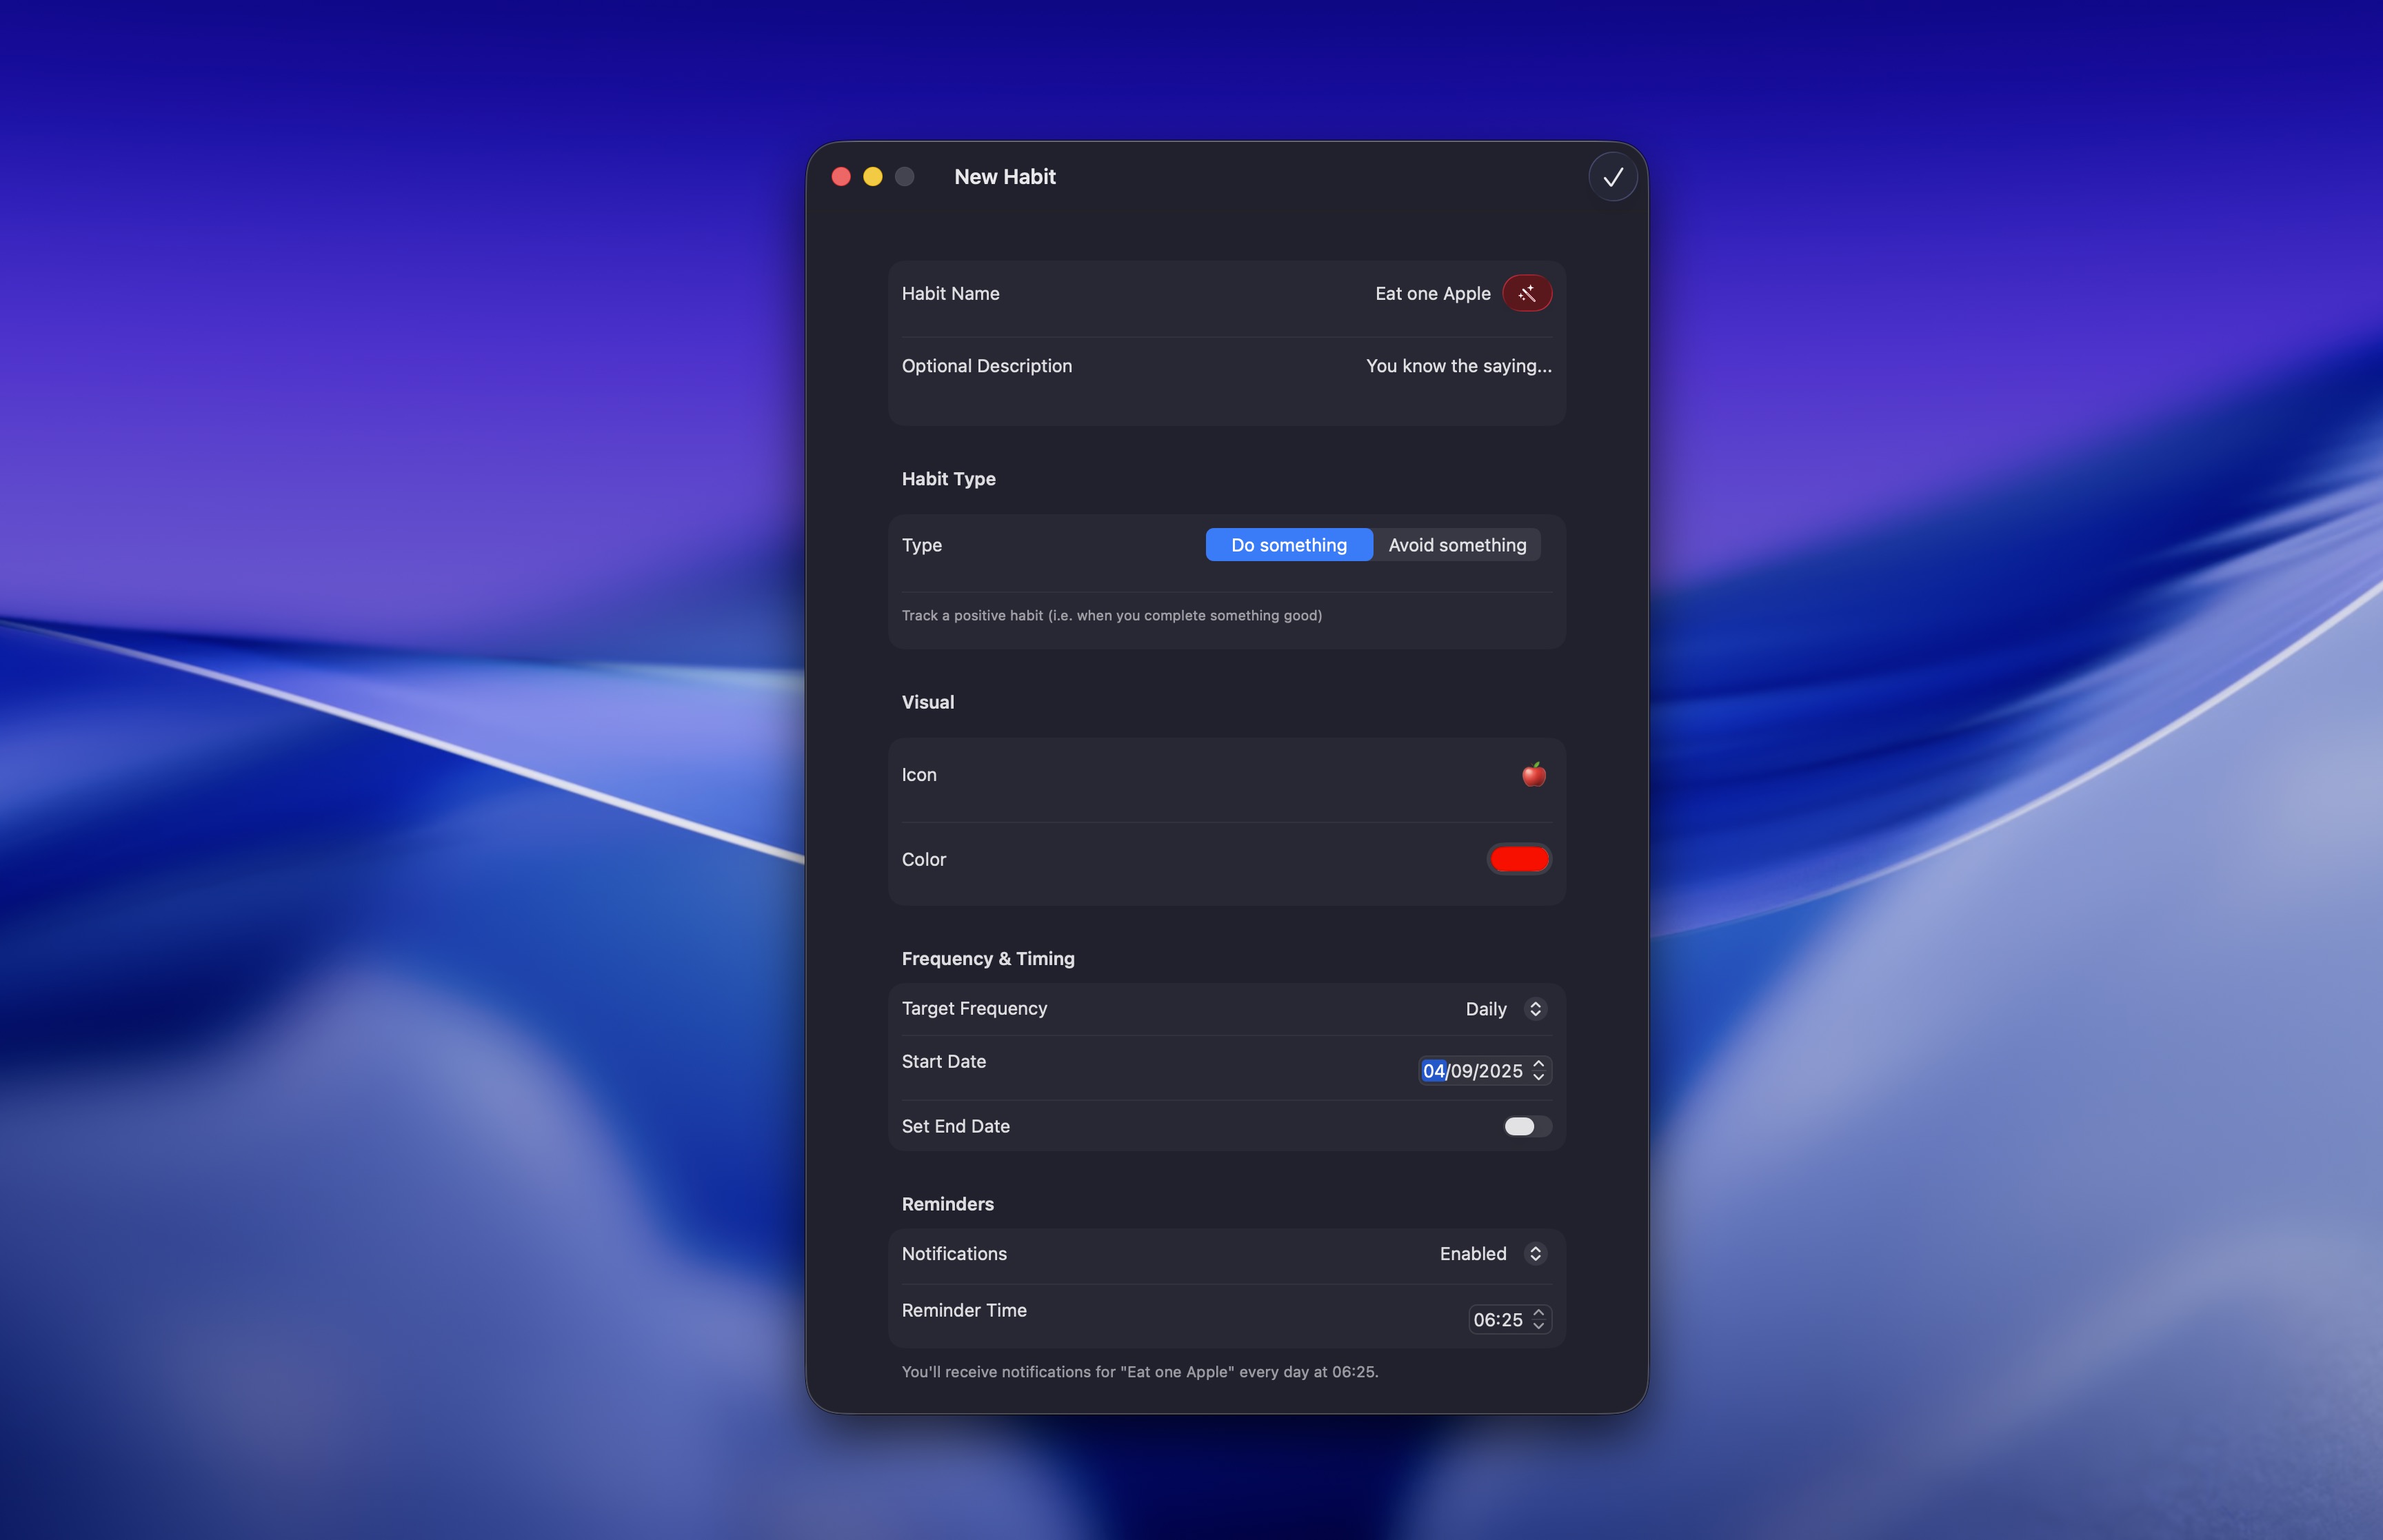 New Habit
Habit Name Eat one Apple
Optional Description You know the saying...
Habit Type
Type Do something Avoid something
Track a positive habit (i.e. when you complete something good)
Visual
Icon
Color
Frequency & Timing
Target Frequency Daily
Start Date 04/09/2025
Set End Date
Reminders
Notifications Enabled
Reminder Time 06:25
You'll receive notifications for "Eat one Apple" every day at 06:25.